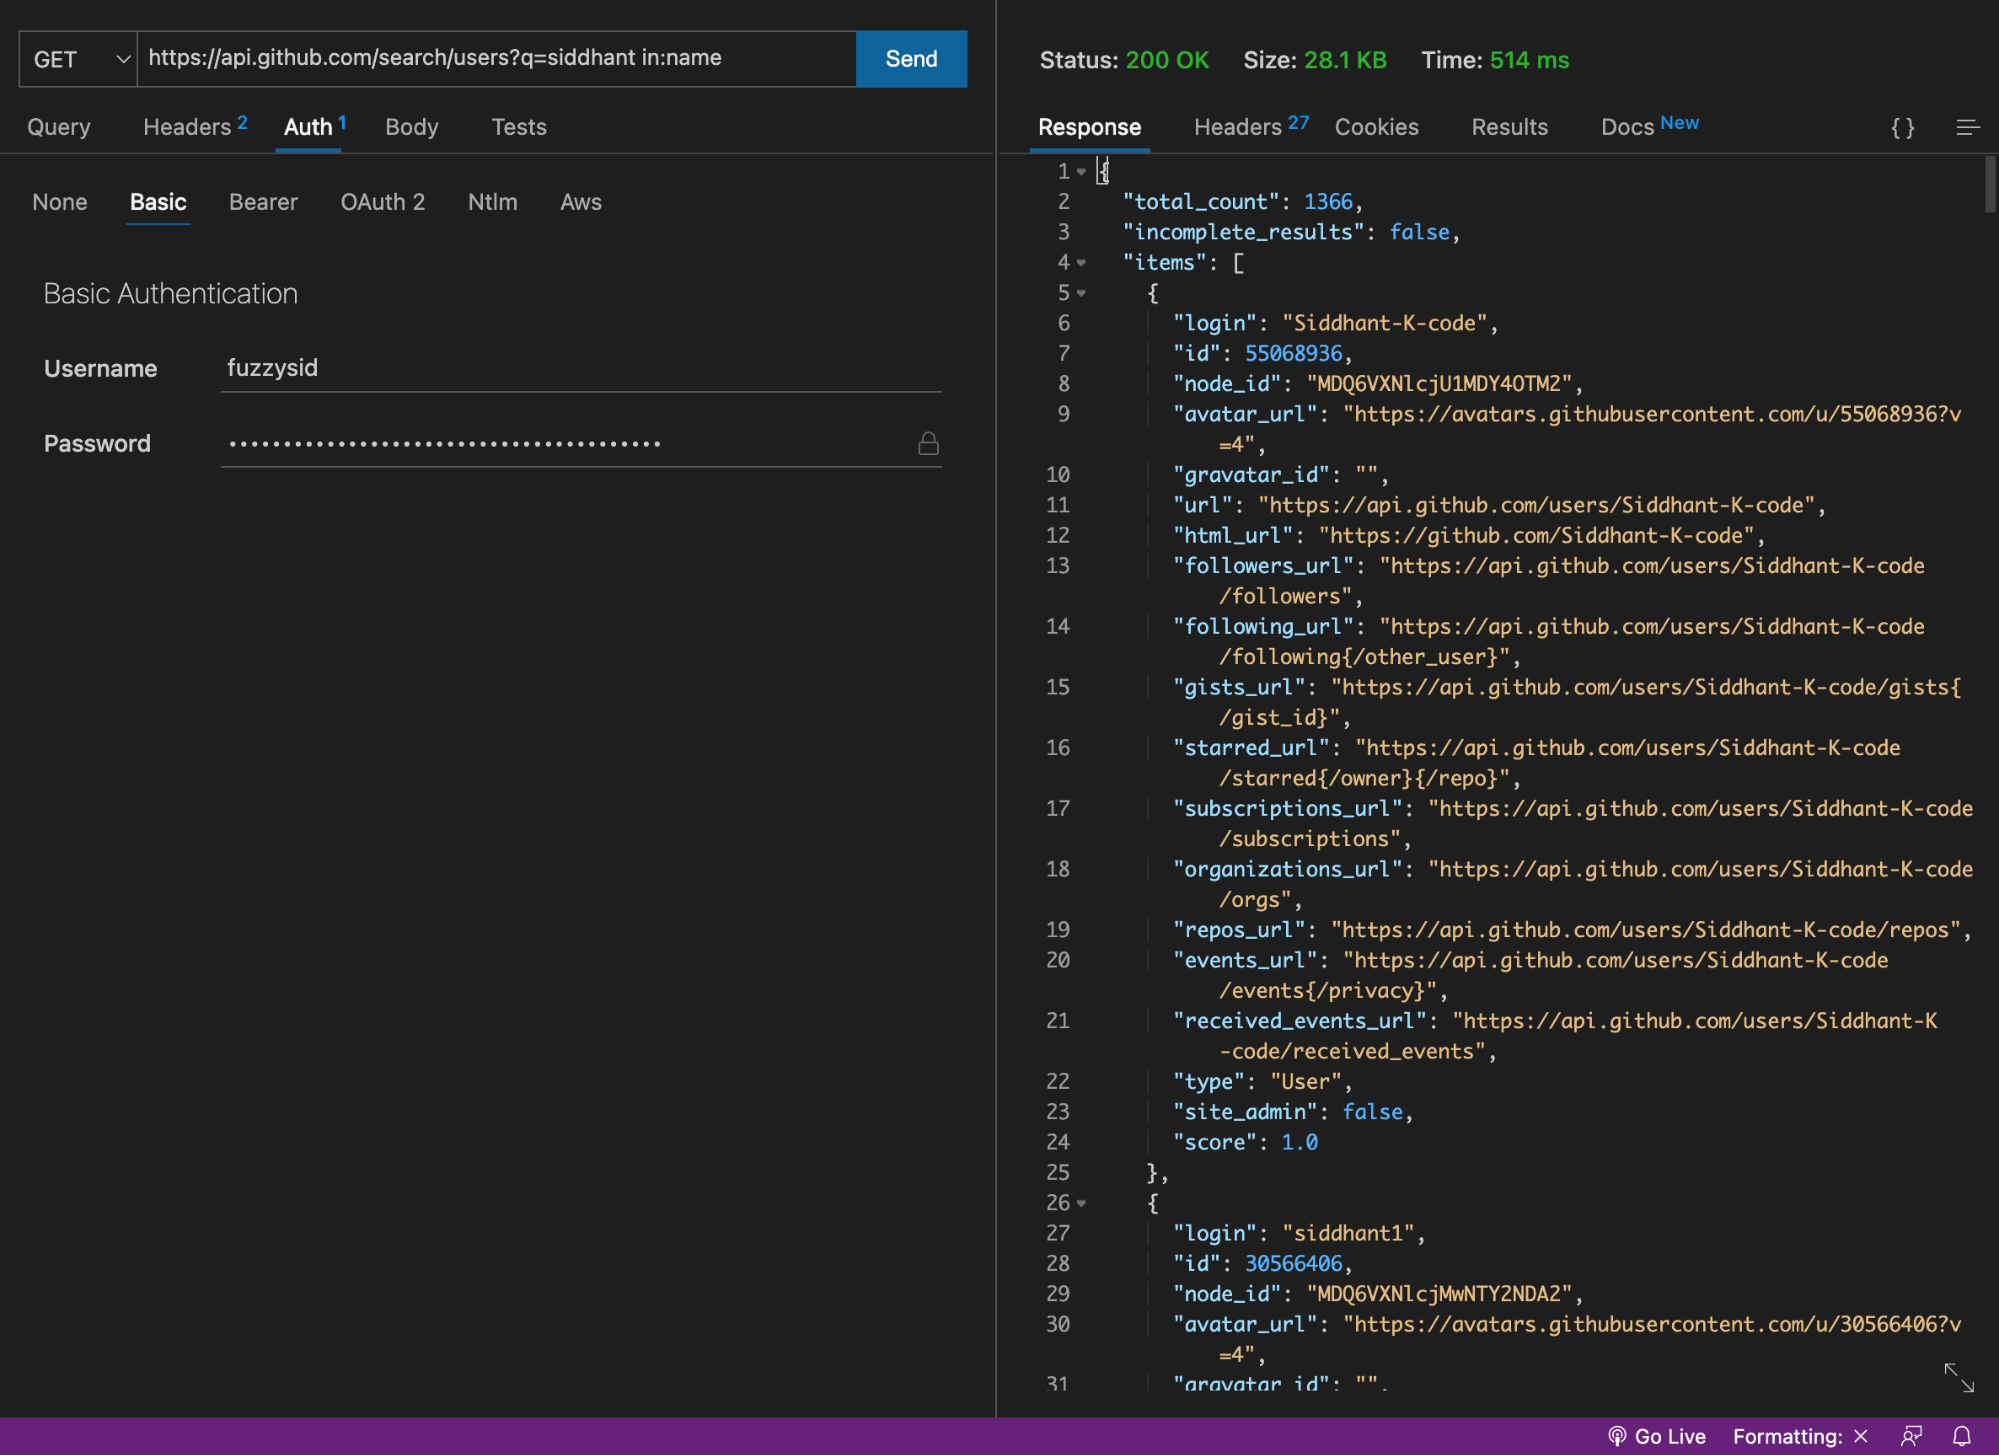 GET
https://api.github.com/search/users?q=siddhant in:name
Send
Query
Headers 2
Auth 1
Body
Tests
None
Basic
Bearer
OAuth 2
Ntlm
Aws
Basic Authentication
Username
fuzzysid
Password
••••••••••••••••••••••••••••••••••••••••
Status: 200 OK
Size: 28.1 KB
Time: 514 ms
Response
Headers 27
Cookies
Results
Docs New
{ }
1 {
2 "total_count": 1366,
3 "incomplete_results": false,
4 "items": [
5 {
6 "login": "Siddhant-K-code",
7 "id": 55068936,
8 "node_id": "MDQ6VXNlcjU1MDY4OTM2",
9 "avatar_url": "https://avatars.githubusercontent.com/u/55068936?v
=4",
10 "gravatar_id": "",
11 "url": "https://api.github.com/users/Siddhant-K-code",
12 "html_url": "https://github.com/Siddhant-K-code",
13 "followers_url": "https://api.github.com/users/Siddhant-K-code
/followers",
14 "following_url": "https://api.github.com/users/Siddhant-K-code
/following{/other_user}",
15 "gists_url": "https://api.github.com/users/Siddhant-K-code/gists{
/gist_id}",
16 "starred_url": "https://api.github.com/users/Siddhant-K-code
/starred{/owner}{/repo}",
17 "subscriptions_url": "https://api.github.com/users/Siddhant-K-code
/subscriptions",
18 "organizations_url": "https://api.github.com/users/Siddhant-K-code
/orgs",
19 "repos_url": "https://api.github.com/users/Siddhant-K-code/repos",
20 "events_url": "https://api.github.com/users/Siddhant-K-code
/events{/privacy}",
21 "received_events_url": "https://api.github.com/users/Siddhant-K
-code/received_events",
22 "type": "User",
23 "site_admin": false,
24 "score": 1.0
25 },
26 {
27 "login": "siddhant1",
28 "id": 30566406,
29 "node_id": "MDQ6VXNlcjMwNTY2NDA2",
30 "avatar_url": "https://avatars.githubusercontent.com/u/30566406?v
=4",
31 "gravatar_id": "",
Go Live
Formatting: ×